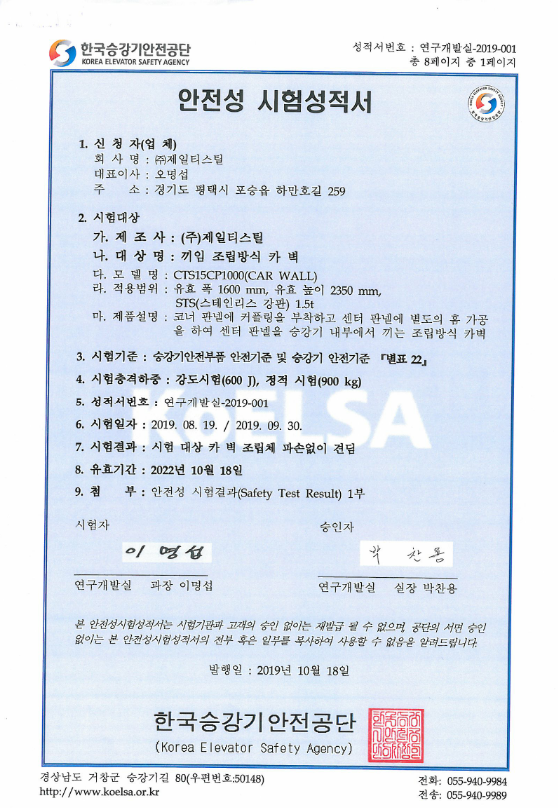 한국승강기안전공단
KOREA ELEVATOR SAFETY AGENCY
성적서번호 : 연구개발실-2019-001
총 8페이지 중 1페이지
안전성 시험성적서
1. 신 청 자(업 체)
회 사 명 : ㈜제일티스틸
대표이사 : 오명섭
주 소 : 경기도 평택시 포승읍 하만호길 259
2. 시험대상
가. 제 조 사 : (주)제일티스틸
나. 대 상 명 : 끼임 조립방식 카 벽
다. 모 델 명 : CTS15CP1000(CAR WALL)
라. 적용범위 : 유효 폭 1600 mm, 유효 높이 2350 mm,
STS(스테인리스 강판) 1.5t
마. 제품설명 : 코너 판넬에 커플링을 부착하고 센터 판넬에 별도의 홈 가공
을 하여 센터 판넬을 승강기 내부에서 끼는 조립방식 카벽
3. 시험기준 : 승강기안전부품 안전기준 및 승강기 안전기준 『별표 22』
4. 시험충격하중 : 강도시험(600 J), 정적 시험(900 kg)
5. 성적서번호 : 연구개발실-2019-001
6. 시험일자 : 2019. 08. 19. / 2019. 09. 30.
7. 시험결과 : 시험 대상 카 벽 조립체 파손없이 견딤
8. 유효기간 : 2022년 10월 18일
9. 첨 부 : 안전성 시험결과(Safety Test Result) 1부
KoELSA
시험자 승인자
이 명 섭 박 찬 용
연구개발실 과장 이명섭 연구개발실 실장 박찬용
본 안전성시험성적서는 시험기관과 고객의 승인 없이는 재발급 될 수 없으며, 공단의 서면 승인
없이는 본 안전성시험성적서의 전부 혹은 일부를 복사하여 사용할 수 없음을 알려드립니다.
발행일 : 2019년 10월 18일
한국승강기안전공단
(Korea Elevator Safety Agency)
경상남도 거창군 승강기길 80(우편번호:50148)
http://www.koelsa.or.kr
전화: 055-940-9984
전송: 055-940-9989